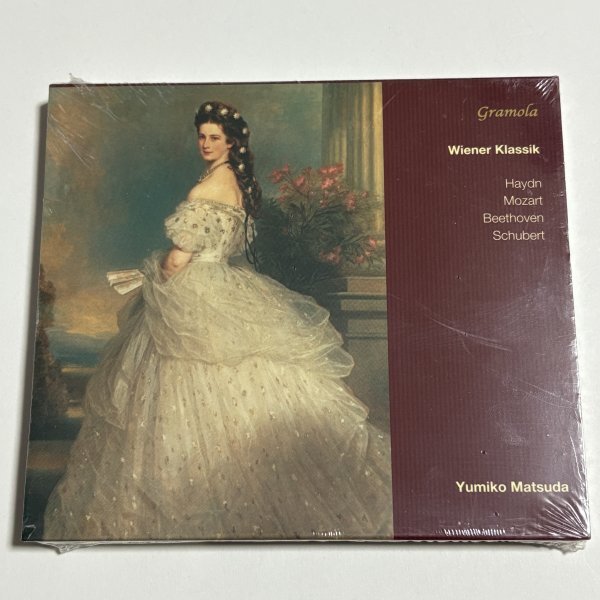 Gramola
Wiener Klassik
Haydn
Mozart
Beethoven
Schubert
Yumiko Matsuda